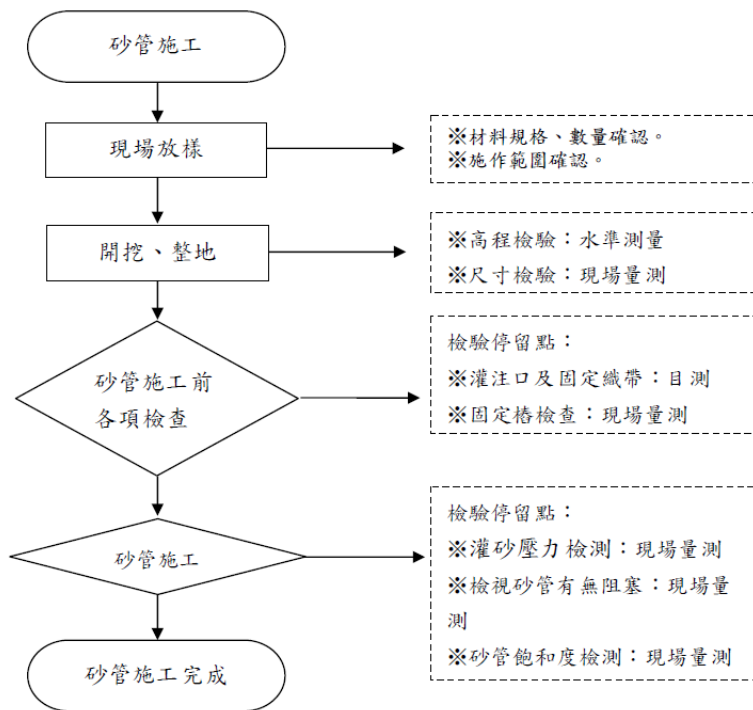 砂管施工
現場放樣
※材料規格、數量確認。
※施作範圍確認。
開挖、整地
※高程檢驗：水準測量
※尺寸檢驗：現場量測
砂管施工前
各項檢查
檢驗停留點：
※灌注口及固定織帶：目測
※固定樁檢查：現場量測
砂管施工
檢驗停留點：
※灌砂壓力檢測：現場量測
※檢視砂管有無阻塞：現場量
測
※砂管飽和度檢測：現場量測
砂管施工完成